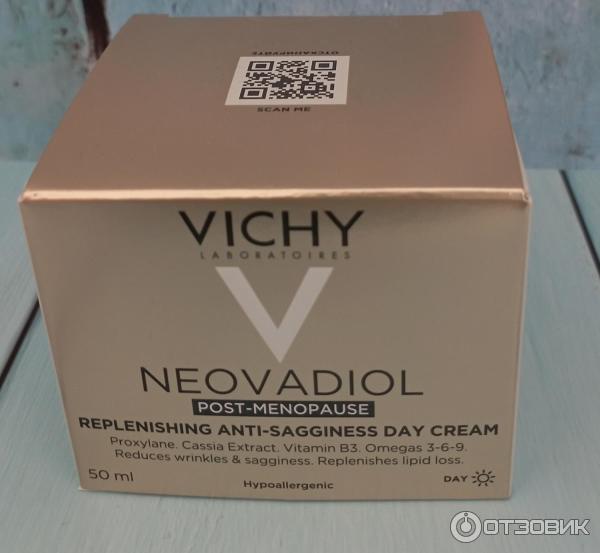 ОТСКАНИРУЙТЕ
SCAN ME
VICHY
LABORATOIRES
NEOVADIOL
POST-MENOPAUSE
REPLENISHING ANTI-SAGGINESS DAY CREAM
Proxylane. Cassia Extract. Vitamin B3. Omegas 3-6-9.
Reduces wrinkles & sagginess. Replenishes lipid loss.
50 ml
DAY
Hypoallergenic
ОТЗОВИК